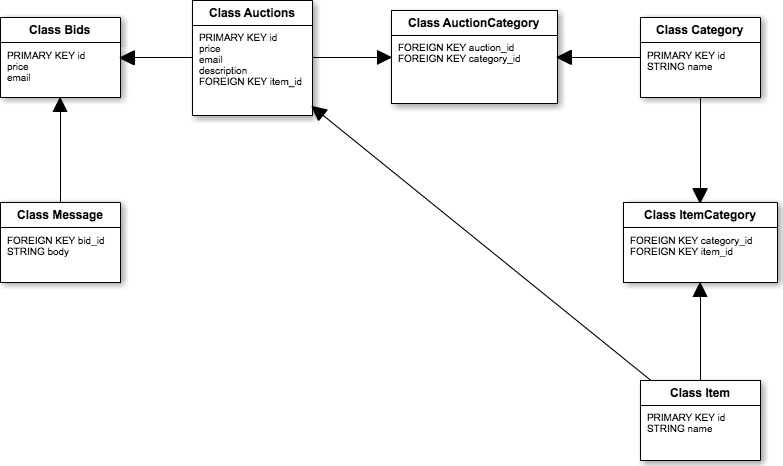 Class Bids
PRIMARY KEY id
price
email
Class Auctions
PRIMARY KEY id
price
email
description
FOREIGN KEY item_id
Class AuctionCategory
FOREIGN KEY auction_id
FOREIGN KEY category_id
Class Category
PRIMARY KEY id
STRING name
Class Message
FOREIGN KEY bid_id
STRING body
Class ItemCategory
FOREIGN KEY category_id
FOREIGN KEY item_id
Class Item
PRIMARY KEY id
STRING name